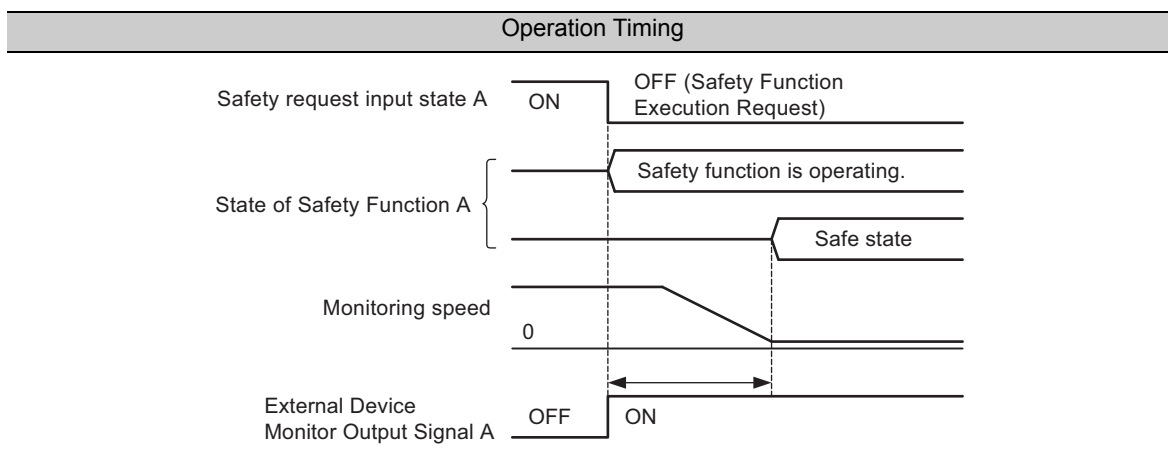 Operation Timing
Safety request input state A
ON
OFF (Safety Function
Execution Request)
State of Safety Function A
Safety function is operating.
Safe state
Monitoring speed
0
External Device
Monitor Output Signal A
OFF
ON